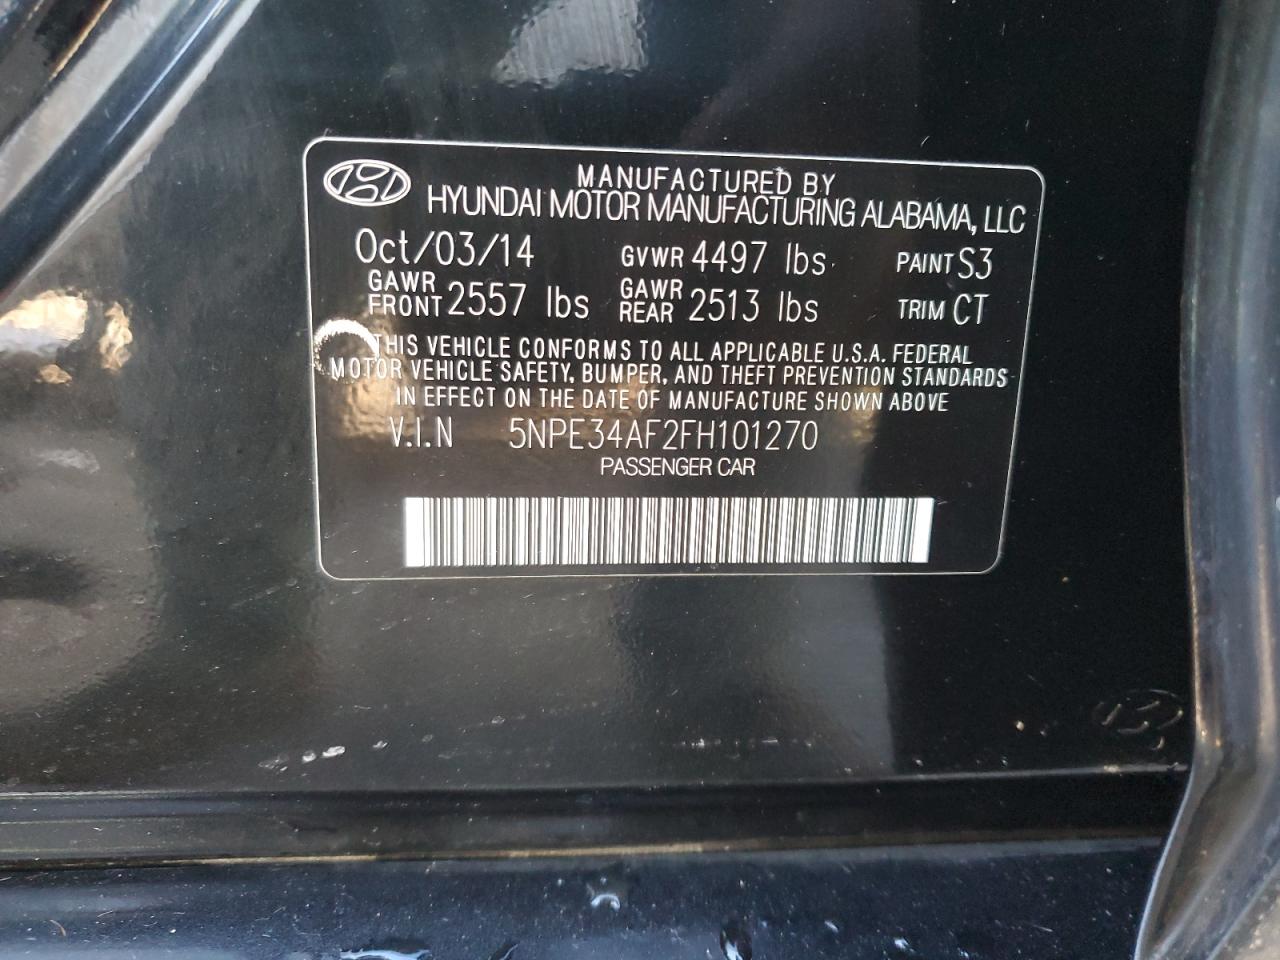 MANUFACTURED BY
HYUNDAI MOTOR MANUFACTURING ALABAMA, LLC
Oct/03/14 GVWR 4497 lbs PAINT S3
GAWR FRONT 2557 lbs GAWR REAR 2513 lbs TRIM CT
THIS VEHICLE CONFORMS TO ALL APPLICABLE U.S.A. FEDERAL
MOTOR VEHICLE SAFETY, BUMPER, AND THEFT PREVENTION STANDARDS
IN EFFECT ON THE DATE OF MANUFACTURE SHOWN ABOVE
V.I.N 5NPE34AF2FH101270
PASSENGER CAR